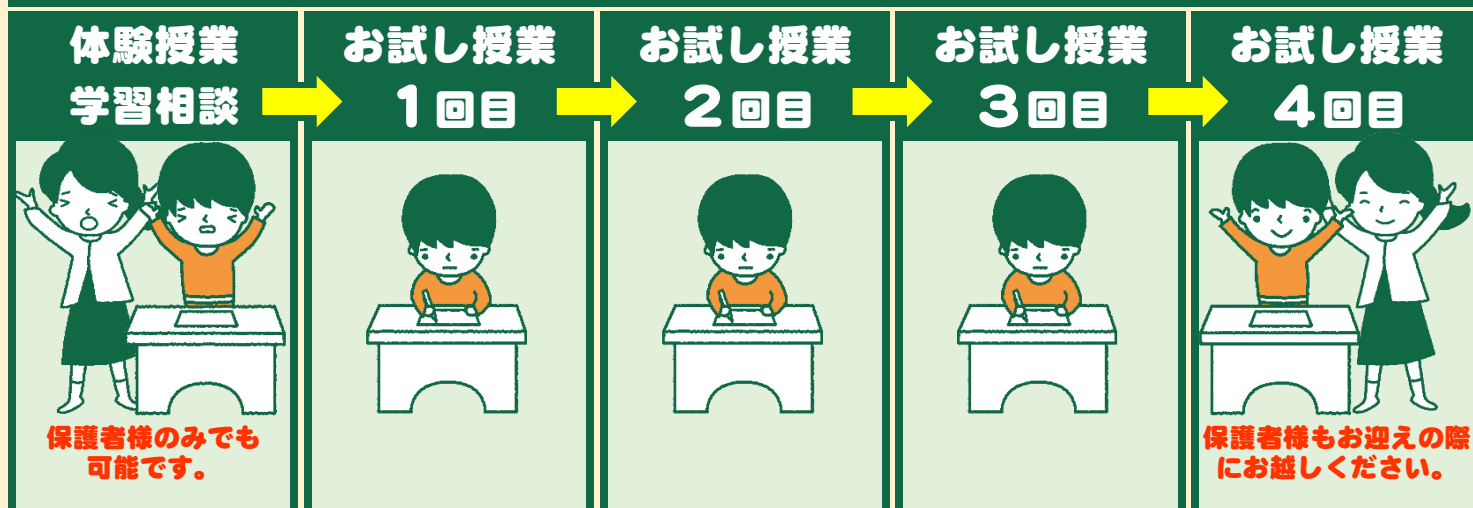 体験授業
学習相談
お試し授業
1回目
お試し授業
2回目
お試し授業
3回目
お試し授業
4回目
保護者様のみでも
可能です。
保護者様もお迎えの際
にお越しください。